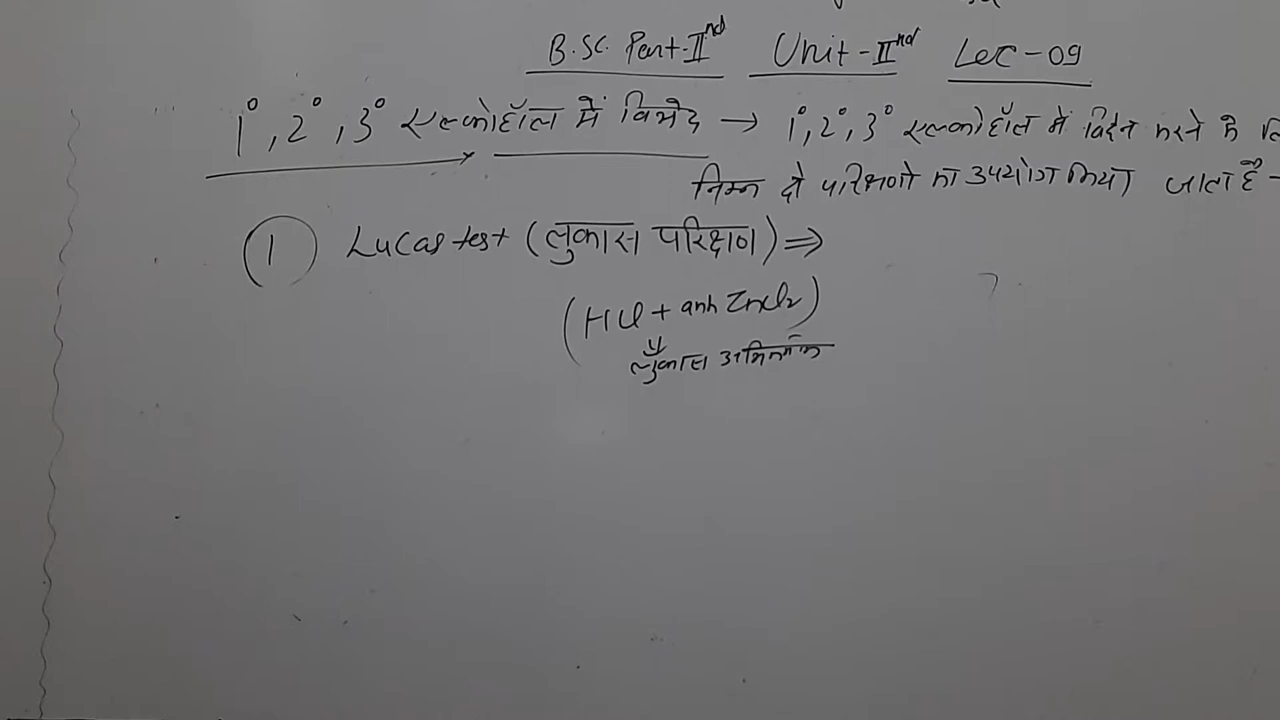 B.Sc. Part-IInd Unit-IInd Lec-09
1°, 2°, 3° एल्कोहॉल में विभेद → 1°, 2°, 3° एल्कोहॉल में विभेद करने के
निम्न दो परिक्षणो का उपयोग किया जाता है -
1 Lucas test (लुकास परिक्षण) ⇒
(HCl + anh ZnCl2)
लुकास अभिकर्मक